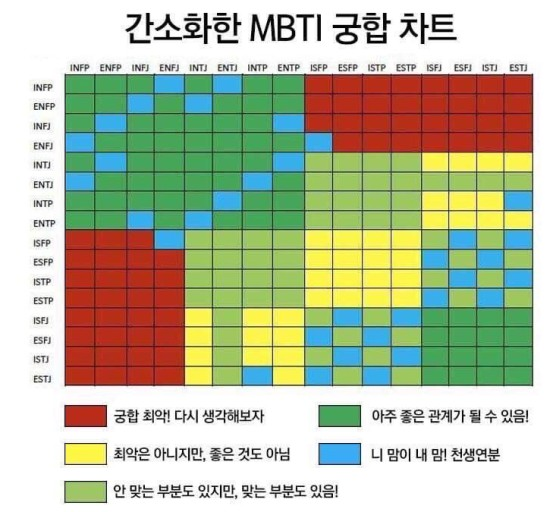 간소화한 MBTI 궁합 차트
INFP ENFP INFJ ENFJ INTJ ENTJ INTP ENTP ISFP ESFP ISTP ESTP ISFJ ESFJ ISTJ ESTJ
INFP
ENFP
INFJ
ENFJ
INTJ
ENTJ
INTP
ENTP
ISFP
ESFP
ISTP
ESTP
ISFJ
ESFJ
ISTJ
ESTJ
궁합 최악! 다시 생각해보자
아주 좋은 관계가 될 수 있음!
최악은 아니지만, 좋은 것도 아님
니 맘이 내 맘! 천생연분
안 맞는 부분도 있지만, 맞는 부분도 있음!